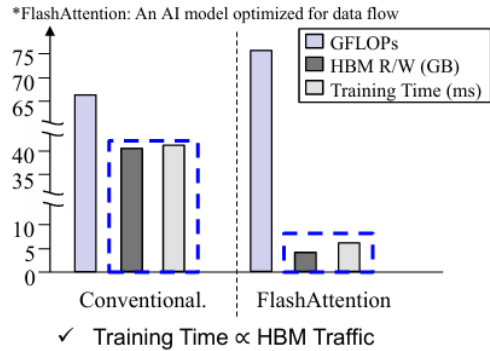 *FlashAttention: An AI model optimized for data flow
GFLOPs
HBM R/W (GB)
Training Time (ms)
75
70
65
40
35
10
5
0
Conventional.
FlashAttention
✓ Training Time ∝ HBM Traffic